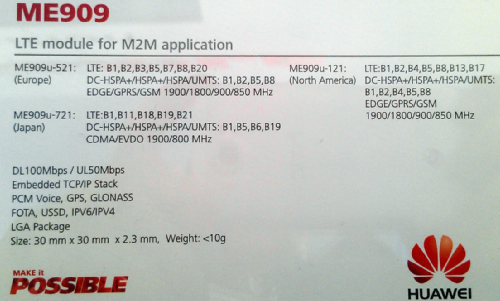 ME909
LTE module for M2M application
ME909u-521: LTE: B1,B2,B3,B5,B7,B8,B20
(Europe) DC-HSPA+/HSPA+/HSPA+/UMTS: B1,B2,B5,B8
EDGE/GPRS/GSM 1900/1800/900/850 MHz
ME909u-121: LTE:B1,B2,B4,B5,B8,B13,B17
(North America) DC-HSPA+/HSPA+/HSPA+/UMTS:
B1,B2,B4,B5,B8
EDGE/GPRS/GSM
1900/1800/900/850 MHz
ME909u-721: LTE:B1,B11,B18,B19,B21
(Japan) DC-HSPA+/HSPA+/HSPA+/UMTS: B1,B5,B6,B19
CDMA/EVDO 1900/800 MHz
DL100Mbps / UL50Mbps
Embedded TCP/IP Stack
PCM Voice, GPS, GLONASS
FOTA, USSD, IPV6/IPV4
LGA Package
Size: 30 mm x 30 mm x 2.3 mm, Weight: <10g
MAKE it
POSSIBLE
HUAWEI